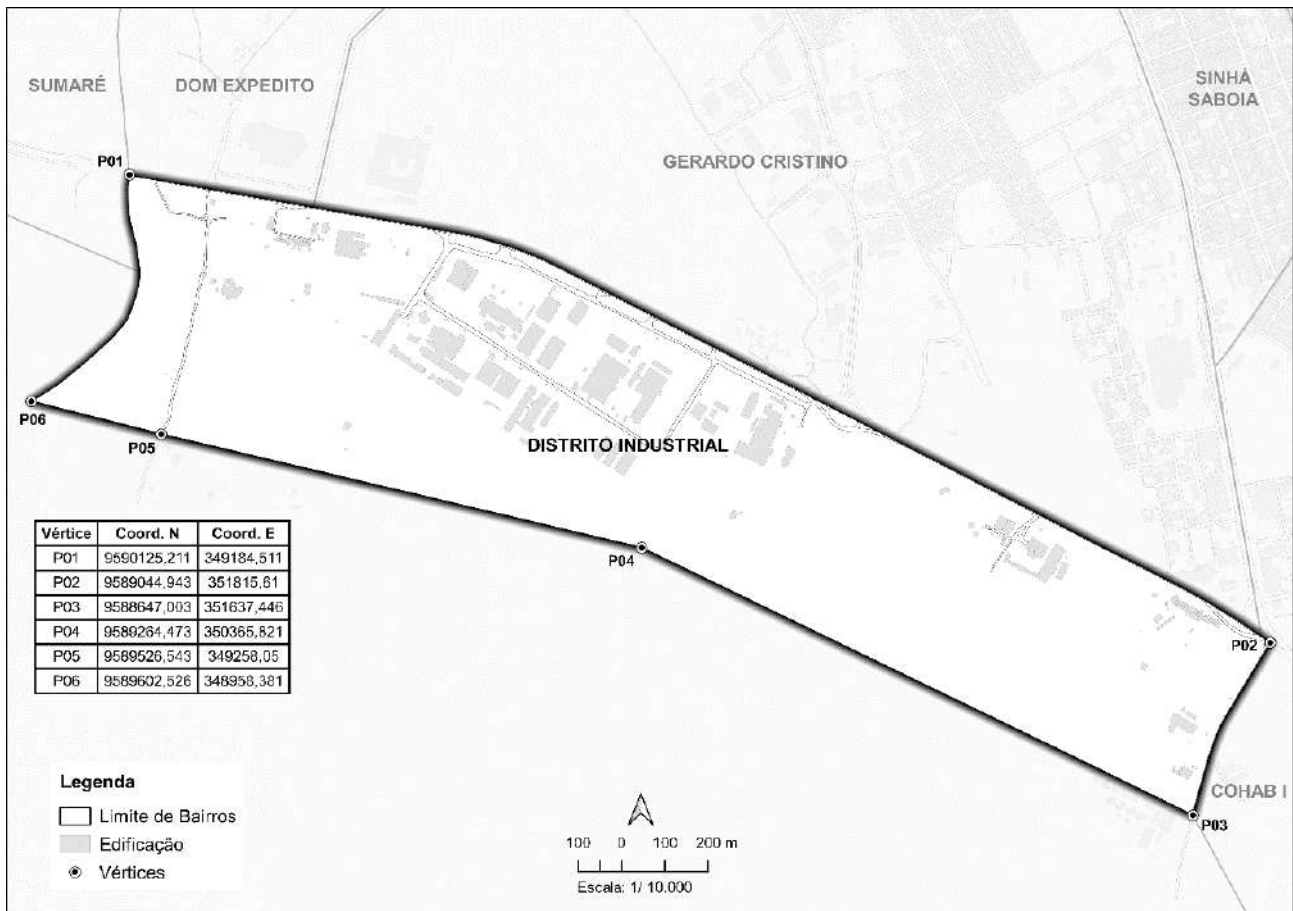 SUMARÉ
DOM EXPEDITO
SINHÁ
SABOIA
GERARDO CRISTINO
P01
P06
P05
DISTRITO INDUSTRIAL
P04
P02
P03
COHAB I
Vértice Coord. N Coord. E
P01 9590125,211 349184,511
P02 9589044,943 351815,61
P03 9588647,003 351637,446
P04 9589264,473 350365,821
P05 9589526,543 349258,05
P06 9589602,526 348958,381
Legenda
Limite de Bairros
Edificação
Vértices
100 0 100 200 m
Escala: 1/ 10.000